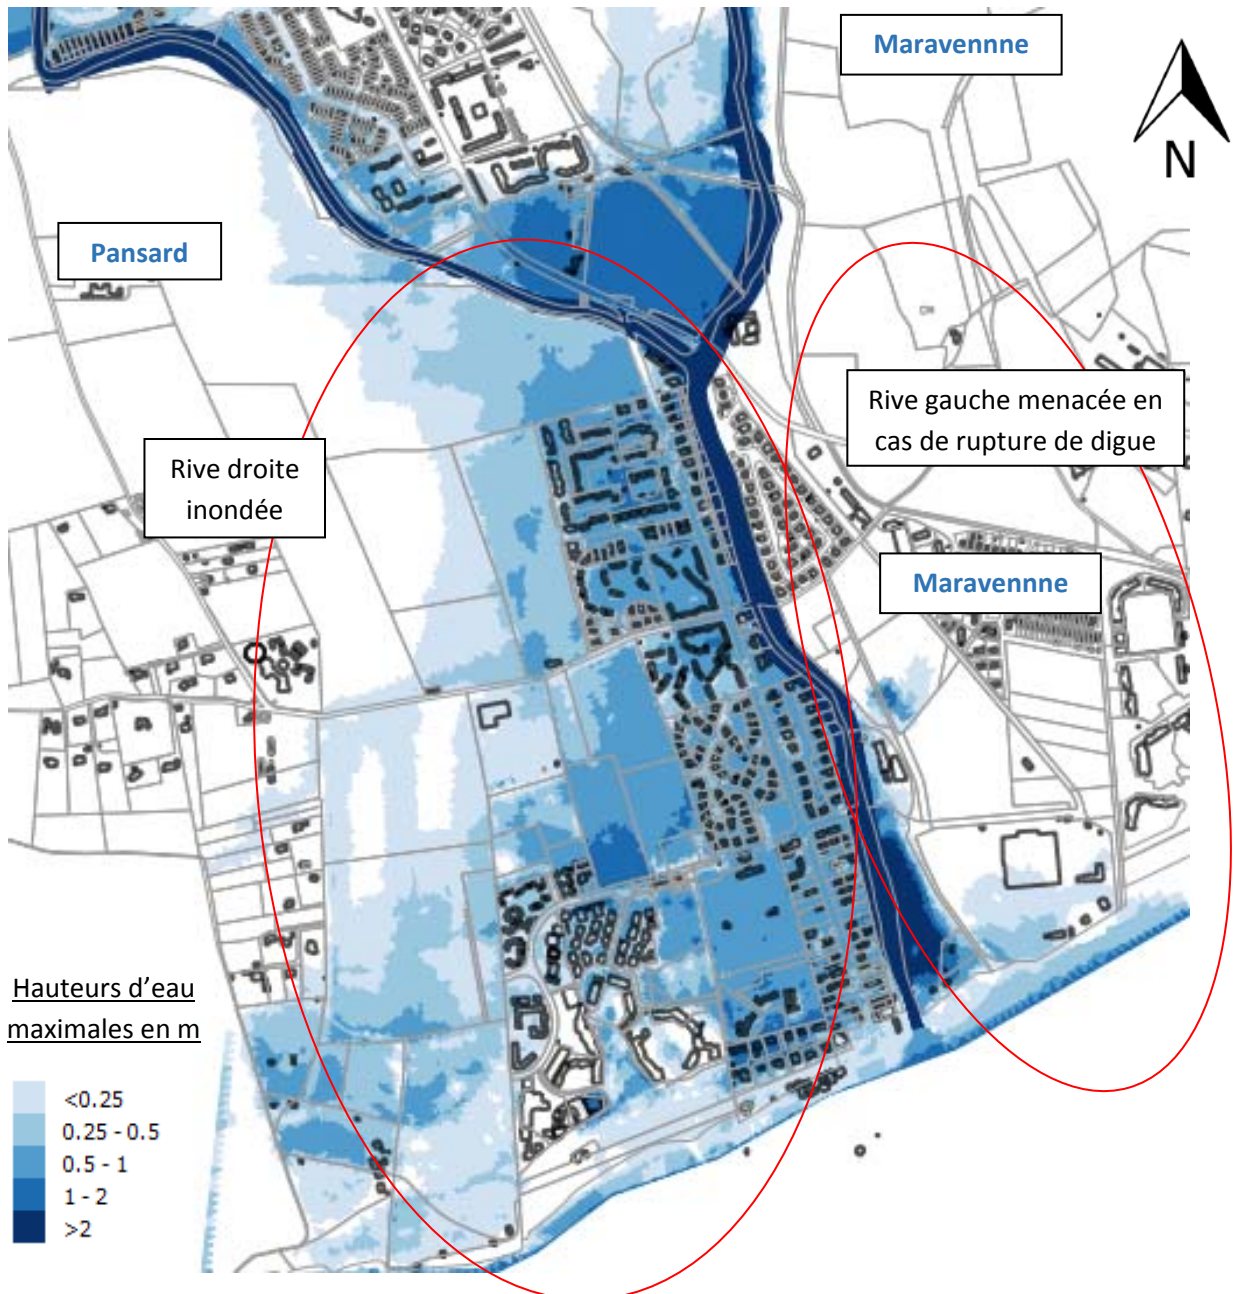 Maravennne
N
Pansard
Rive gauche menacée en
cas de rupture de digue
Rive droite
inondée
Maravennne
Hauteurs d'eau
maximales en m
<0.25
0.25 - 0.5
0.5 - 1
1 - 2
>2